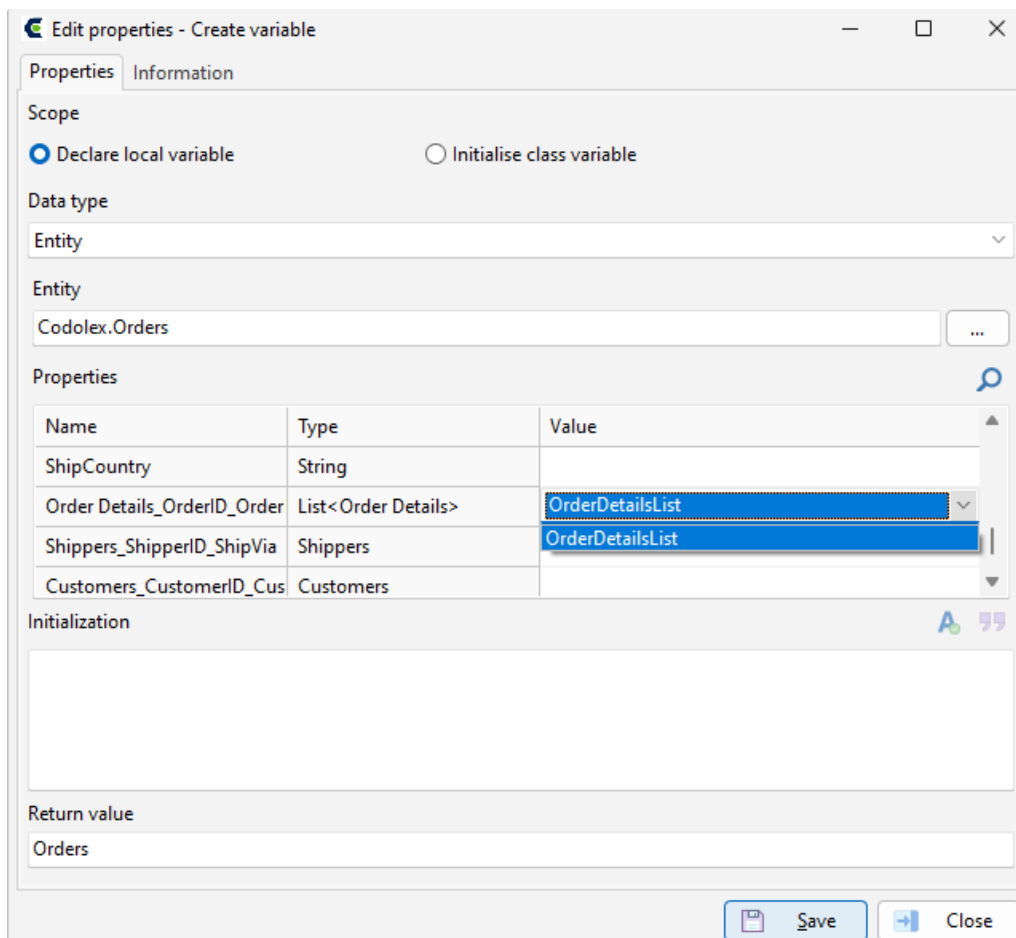 Edit properties - Create variable
Properties Information
Scope
Declare local variable Initialise class variable
Data type
Entity
Entity
Codolex.Orders ...
Properties
Name Type Value
ShipCountry String
Order Details_OrderID_Order List<Order Details> OrderDetailsList
OrderDetailsList
Shippers_ShipperID_ShipVia Shippers
Customers_CustomerID_Cus Customers
Initialization
Return value
Orders
Save Close